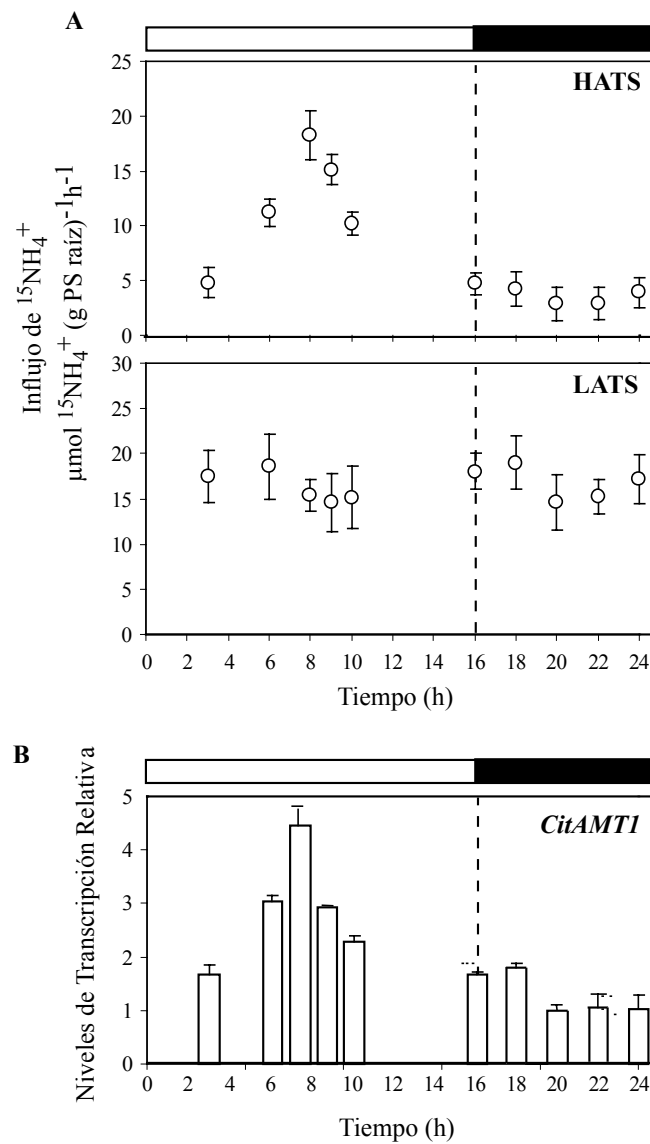 A
HATS
25
20
15
10
5
0
Influjo de ¹⁵NH₄⁺
µmol ¹⁵NH₄⁺ (g PS raíz)⁻¹h⁻¹
LATS
30
25
20
15
10
5
0
0 2 4 6 8 10 12 14 16 18 20 22 24
Tiempo (h)
B
Niveles de Transcripción Relativa
CitAMT1
5
4
3
2
1
0
0 2 4 6 8 10 12 14 16 18 20 22 24
Tiempo (h)